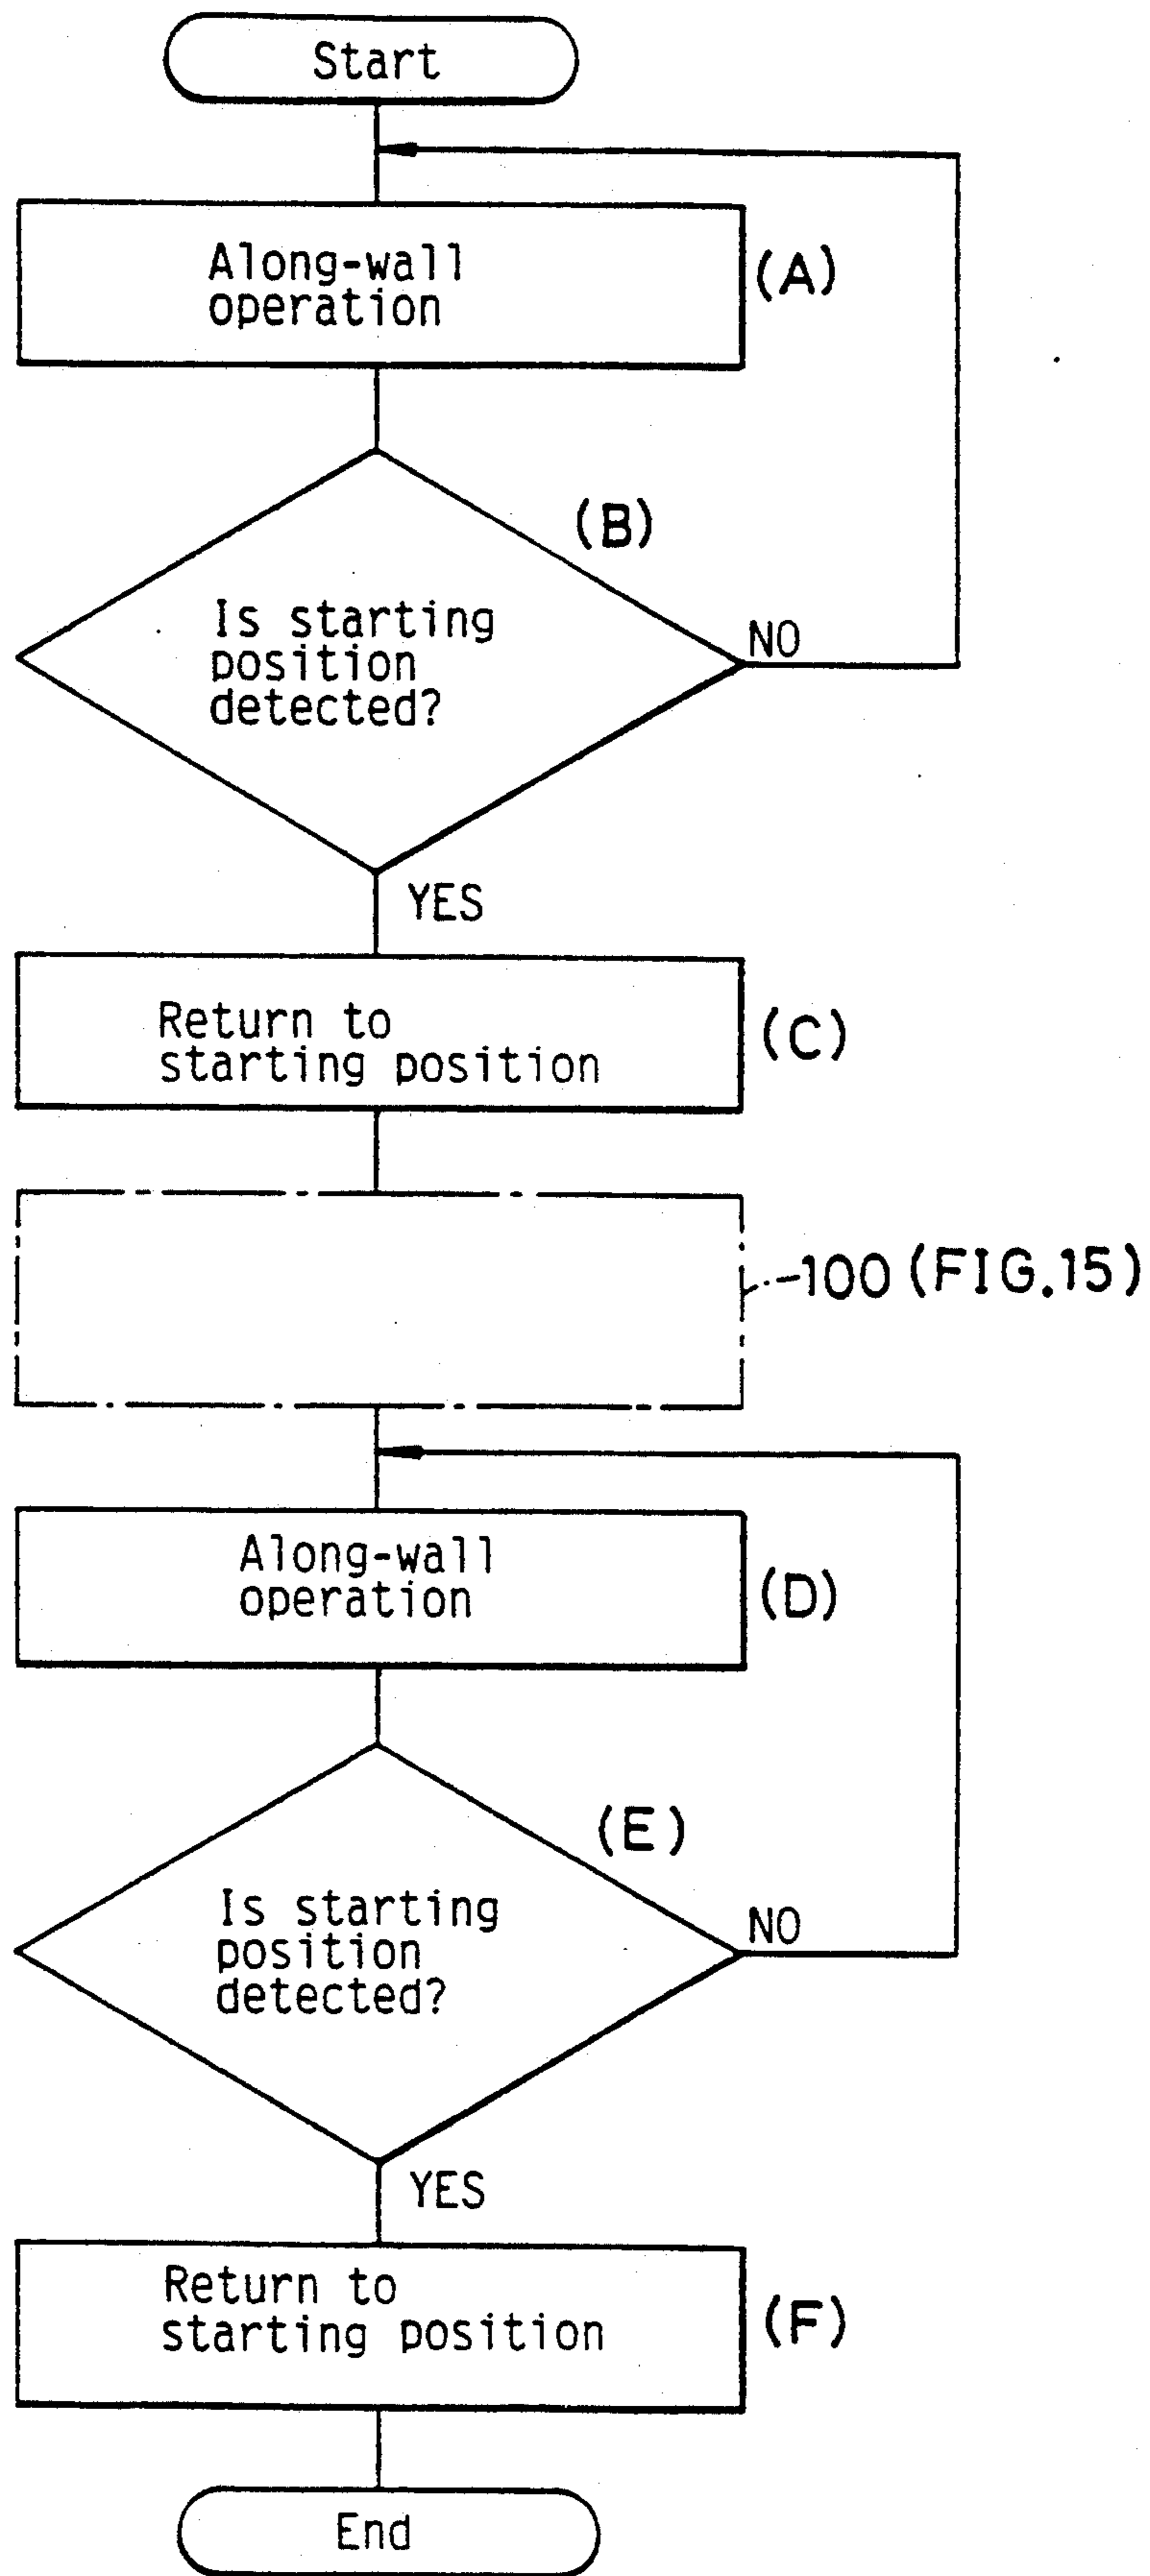 Start
Along-wall
operation
(A)
(B)
Is starting
position
detected?
NO
YES
Return to
starting position
(C)
100 (FIG.15)
Along-wall
operation
(D)
(E)
Is starting
position
detected?
NO
YES
Return to
starting position
(F)
End